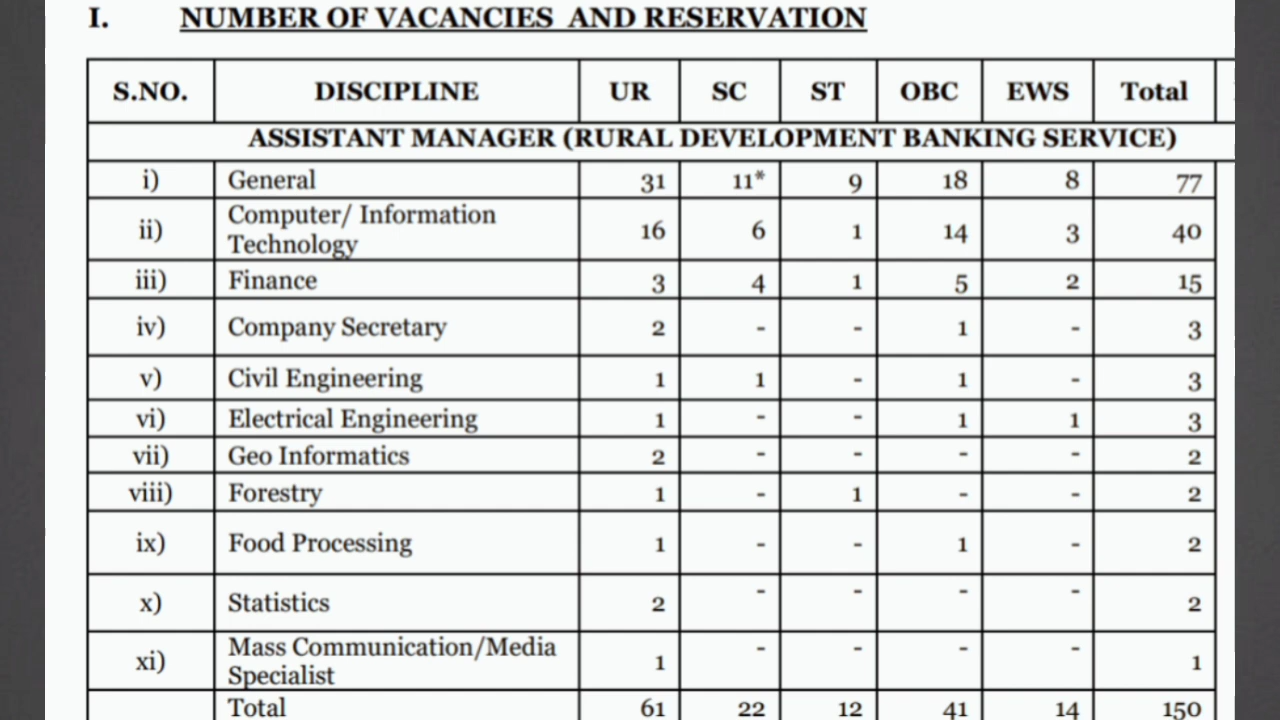 I. NUMBER OF VACANCIES AND RESERVATION
S.NO. DISCIPLINE UR SC ST OBC EWS Total
ASSISTANT MANAGER (RURAL DEVELOPMENT BANKING SERVICE)
i) General 31 11* 9 18 8 77
ii) Computer/ Information
Technology 16 6 1 14 3 40
iii) Finance 3 4 1 5 2 15
iv) Company Secretary 2 - - 1 - 3
v) Civil Engineering 1 1 - 1 - 3
vi) Electrical Engineering 1 - - 1 1 3
vii) Geo Informatics 2 - - - - 2
viii) Forestry 1 - 1 - - 2
ix) Food Processing 1 - - 1 - 2
x) Statistics 2 - - - - 2
xi) Mass Communication/Media
Specialist 1 - - - - 1
Total 61 22 12 41 14 150